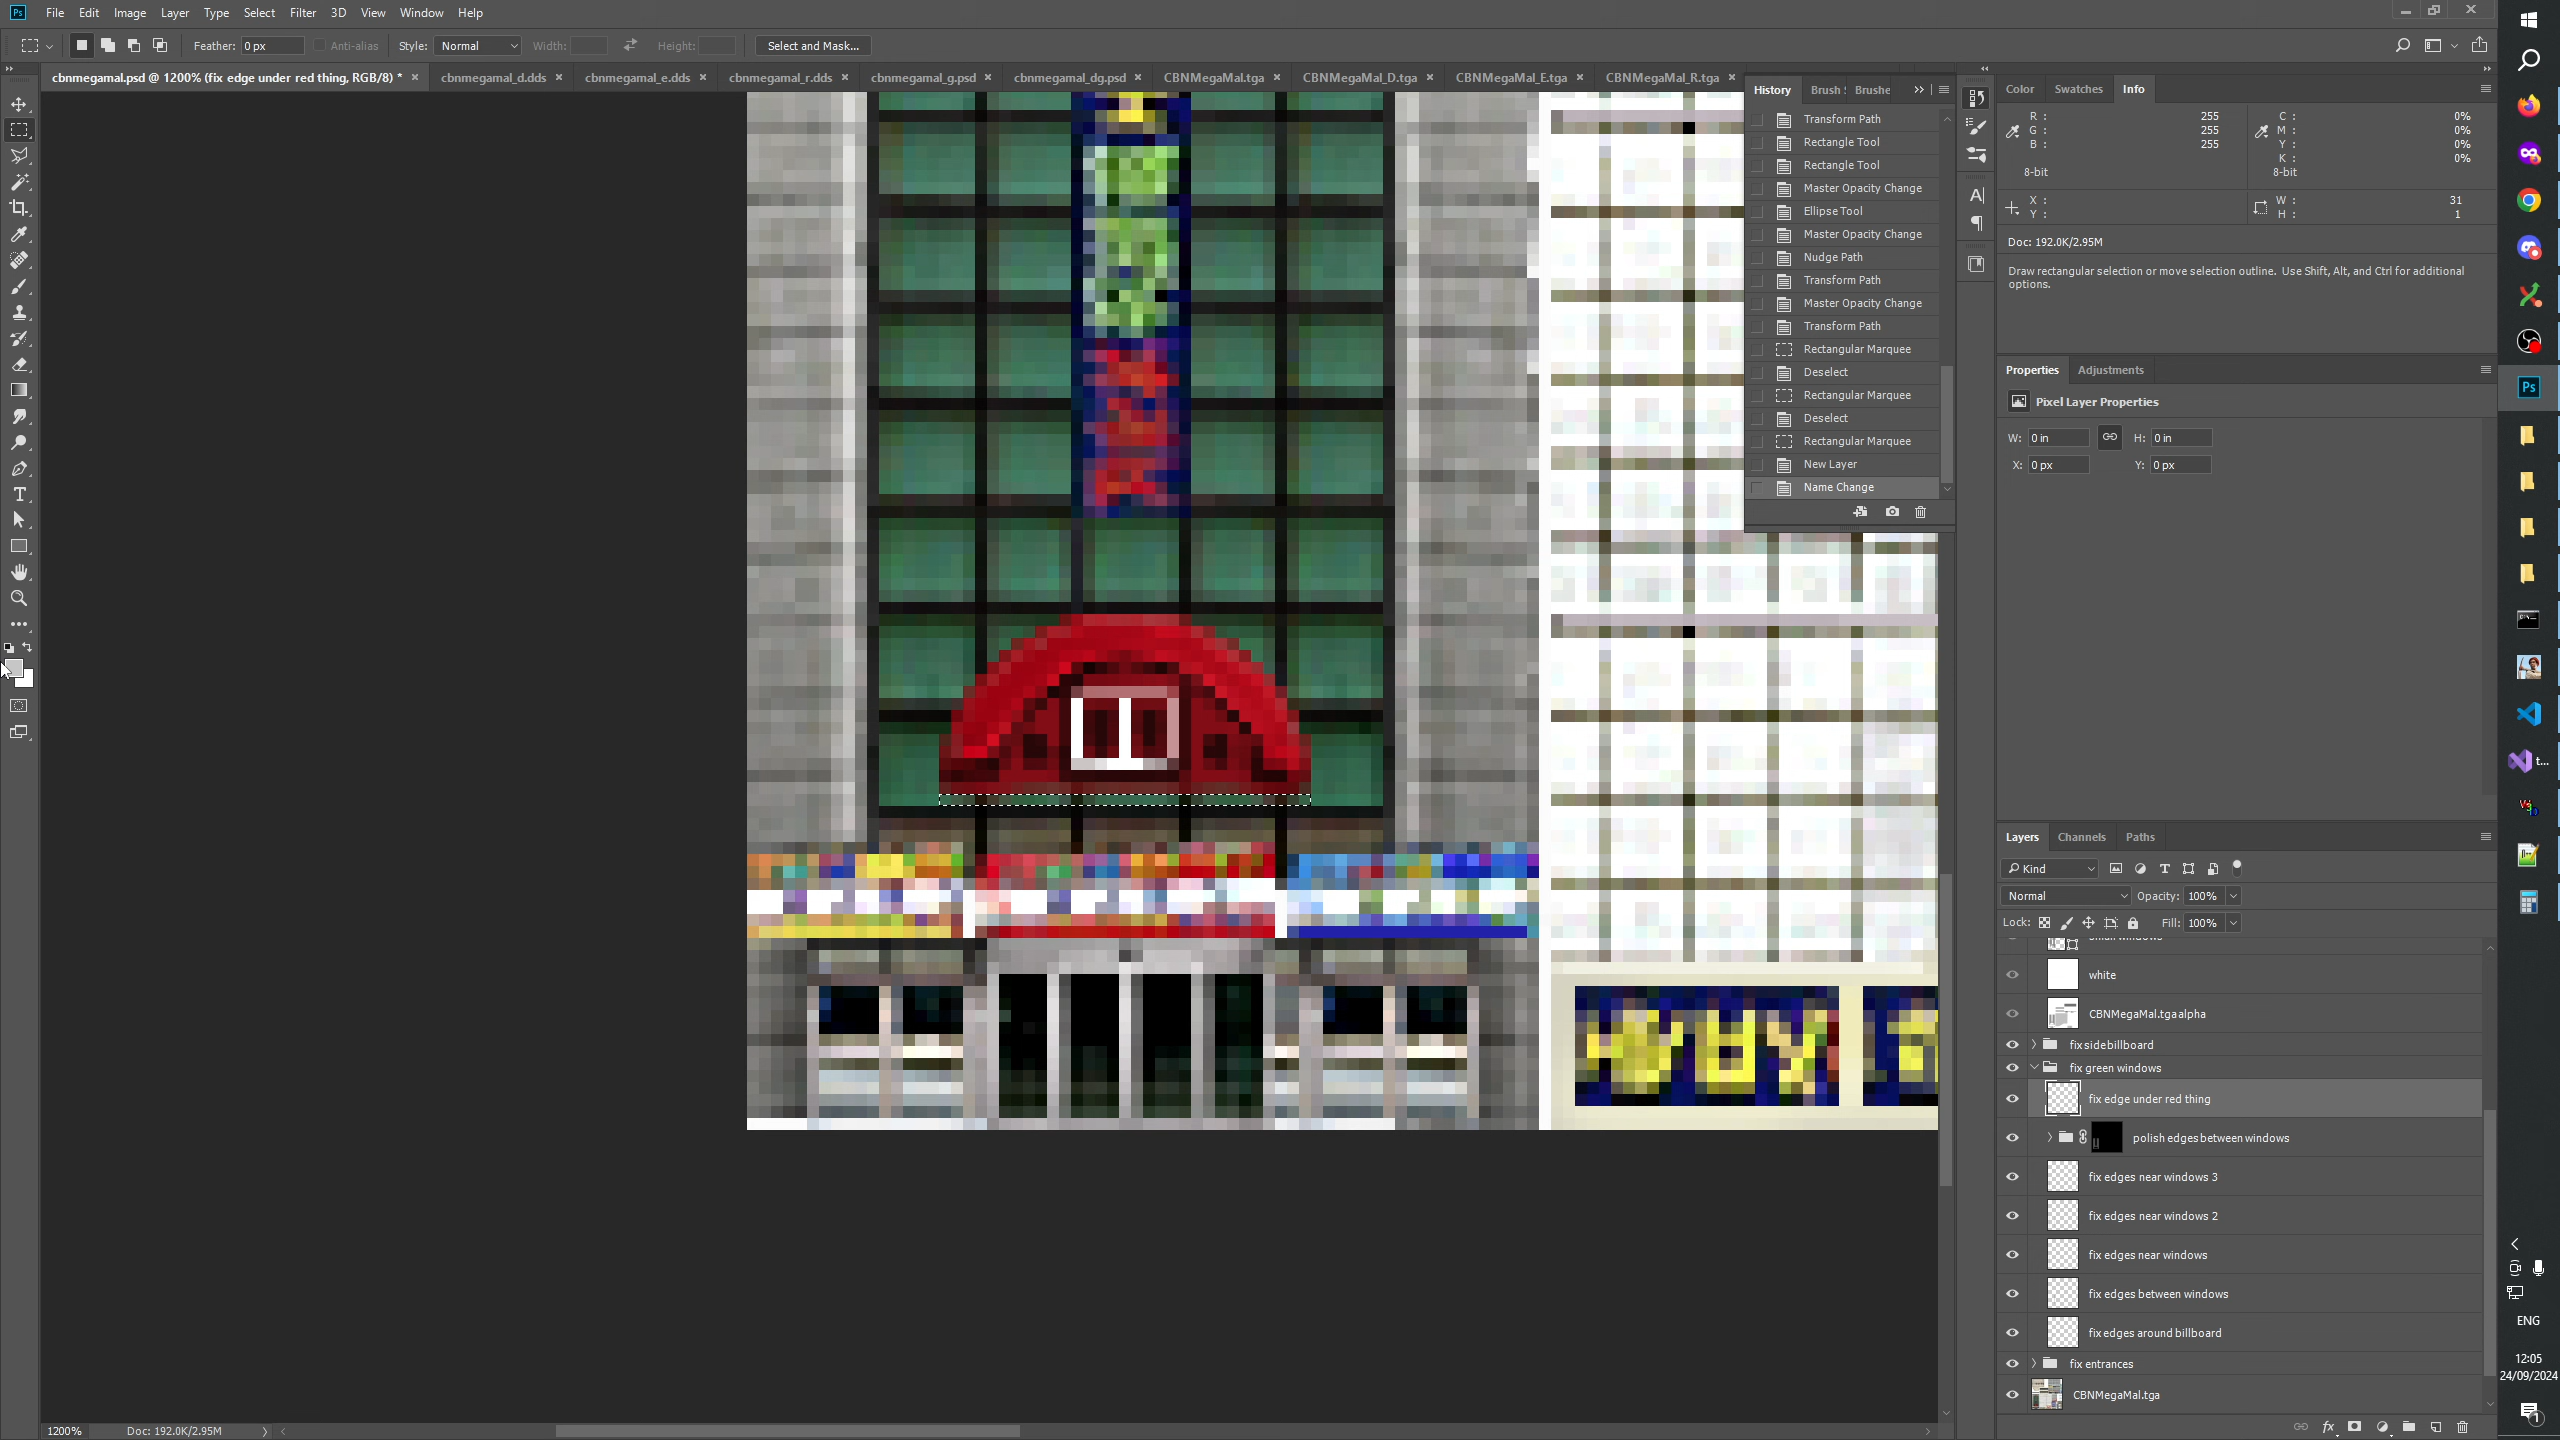 Ps File Edit Image Layer Type Select Filter 3D View Window Help
Feather: 0 px Anti-alias Style: Normal Width: Height: Select and Mask...
cbnmegamal.psd @ 1200% (fix edge under red thing, RGB/8) * × cbnmegamal_d.dds × cbnmegamal_e.dds × cbnmegamal_r.dds × cbnmegamal_g.psd × cbnmegamal_dg.psd × CBNMegaMal.tga × CBNMegaMal_D.tga × CBNMegaMal_E.tga × CBNMegaMal_R.tga ×
History Brush Brushe
Transform Path
Rectangle Tool
Rectangle Tool
Master Opacity Change
Ellipse Tool
Master Opacity Change
Nudge Path
Transform Path
Master Opacity Change
Transform Path
Rectangular Marquee
Deselect
Rectangular Marquee
Deselect
Rectangular Marquee
New Layer
Name Change
Color Swatches Info
R : 255 C : 0%
G : 255 M : 0%
B : 255 Y : 0%
K : 0%
8-bit 8-bit
X : W : 31
Y : H : 1
Doc: 192.0K/2.95M
Draw rectangular selection or move selection outline. Use Shift, Alt, and Ctrl for additional
options.
Properties Adjustments
Pixel Layer Properties
W: 0 in H: 0 in
X: 0 px Y: 0 px
Layers Channels Paths
Kind
Normal Opacity: 100%
Lock: Fill: 100%
small windows
white
CBNMegaMal.tga alpha
fix side billboard
fix green windows
fix edge under red thing
polish edges between windows
fix edges near windows 3
fix edges near windows 2
fix edges near windows
fix edges between windows
fix edges around billboard
fix entrances
CBNMegaMal.tga
1200% Doc: 192.0K/2.95M
Ps
t...
ENG
12:05
24/09/2024
1